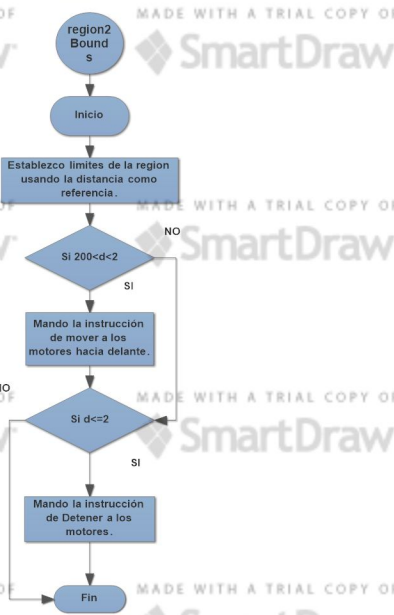 OF
MADE WITH A TRIAL COPY OF
SmartDraw
region2
Bound
s
Inicio
Establezco limites de la region
usando la distancia como
referencia.
MADE WITH A TRIAL COPY OF
SmartDraw
NO
Si 200<d<2
SI
Mando la instrucción
de mover a los
motores hacia delante.
OF
MADE WITH A TRIAL COPY OF
SmartDraw
Si d<=2
SI
Mando la instrucción
de Detener a los
motores.
OF
MADE WITH A TRIAL COPY OF
Fin